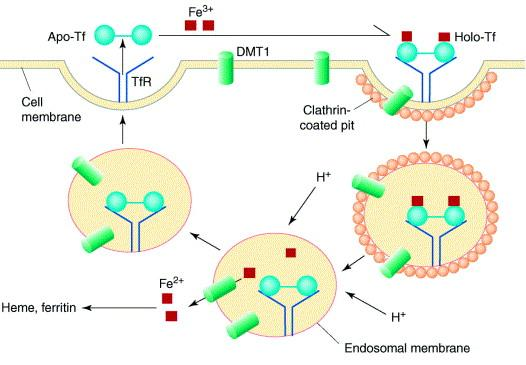 Fe3+
Apo-Tf
Holo-Tf
DMT1
TfR
Cell
membrane
Clathrin-
coated pit
H+
Fe2+
Heme, ferritin
H+
Endosomal membrane